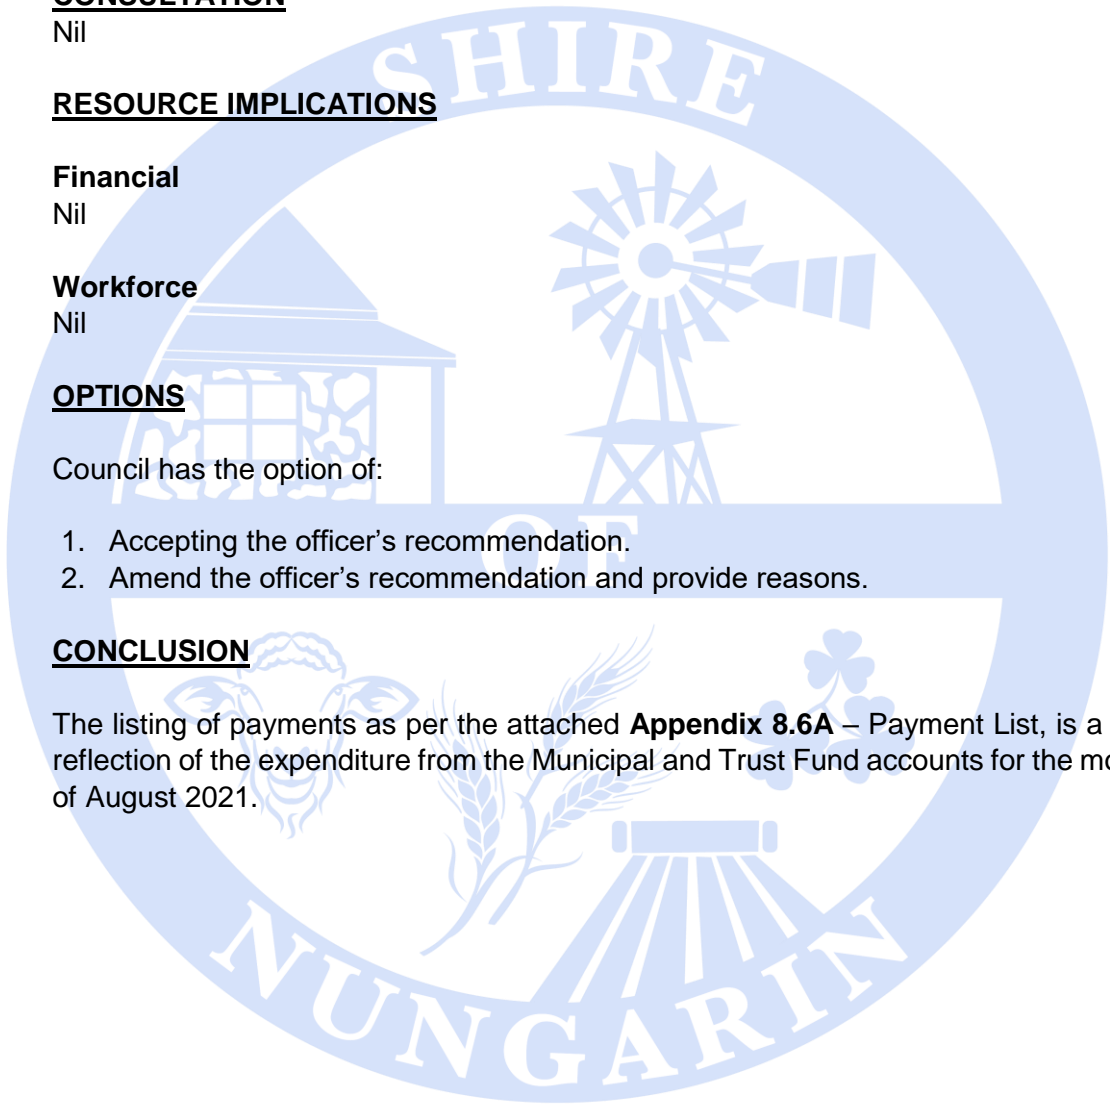 CONSULTATION
Nil
RESOURCE IMPLICATIONS
Financial
Nil
Workforce
Nil
OPTIONS
Council has the option of:
1. Accepting the officer's recommendation.
2. Amend the officer's recommendation and provide reasons.
CONCLUSION
The listing of payments as per the attached Appendix 8.6A – Payment List, is a
reflection of the expenditure from the Municipal and Trust Fund accounts for the
of August 2021.
SHIRE
OF
NUNGARIN